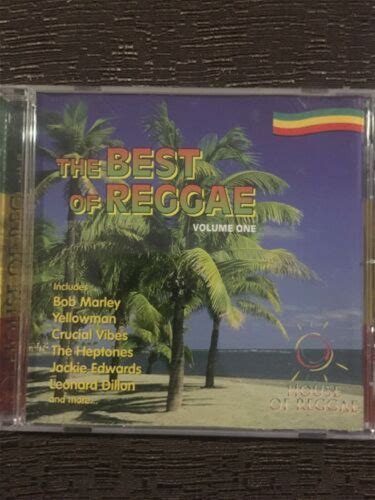 THE BEST
OF REGGAE
VOLUME ONE
Includes
Bob Marley
Yellowman
Crucial Vibes
The Heptones
Jackie Edwards
Leonard Dillan
and more...
HOUSE
OF REGGAE